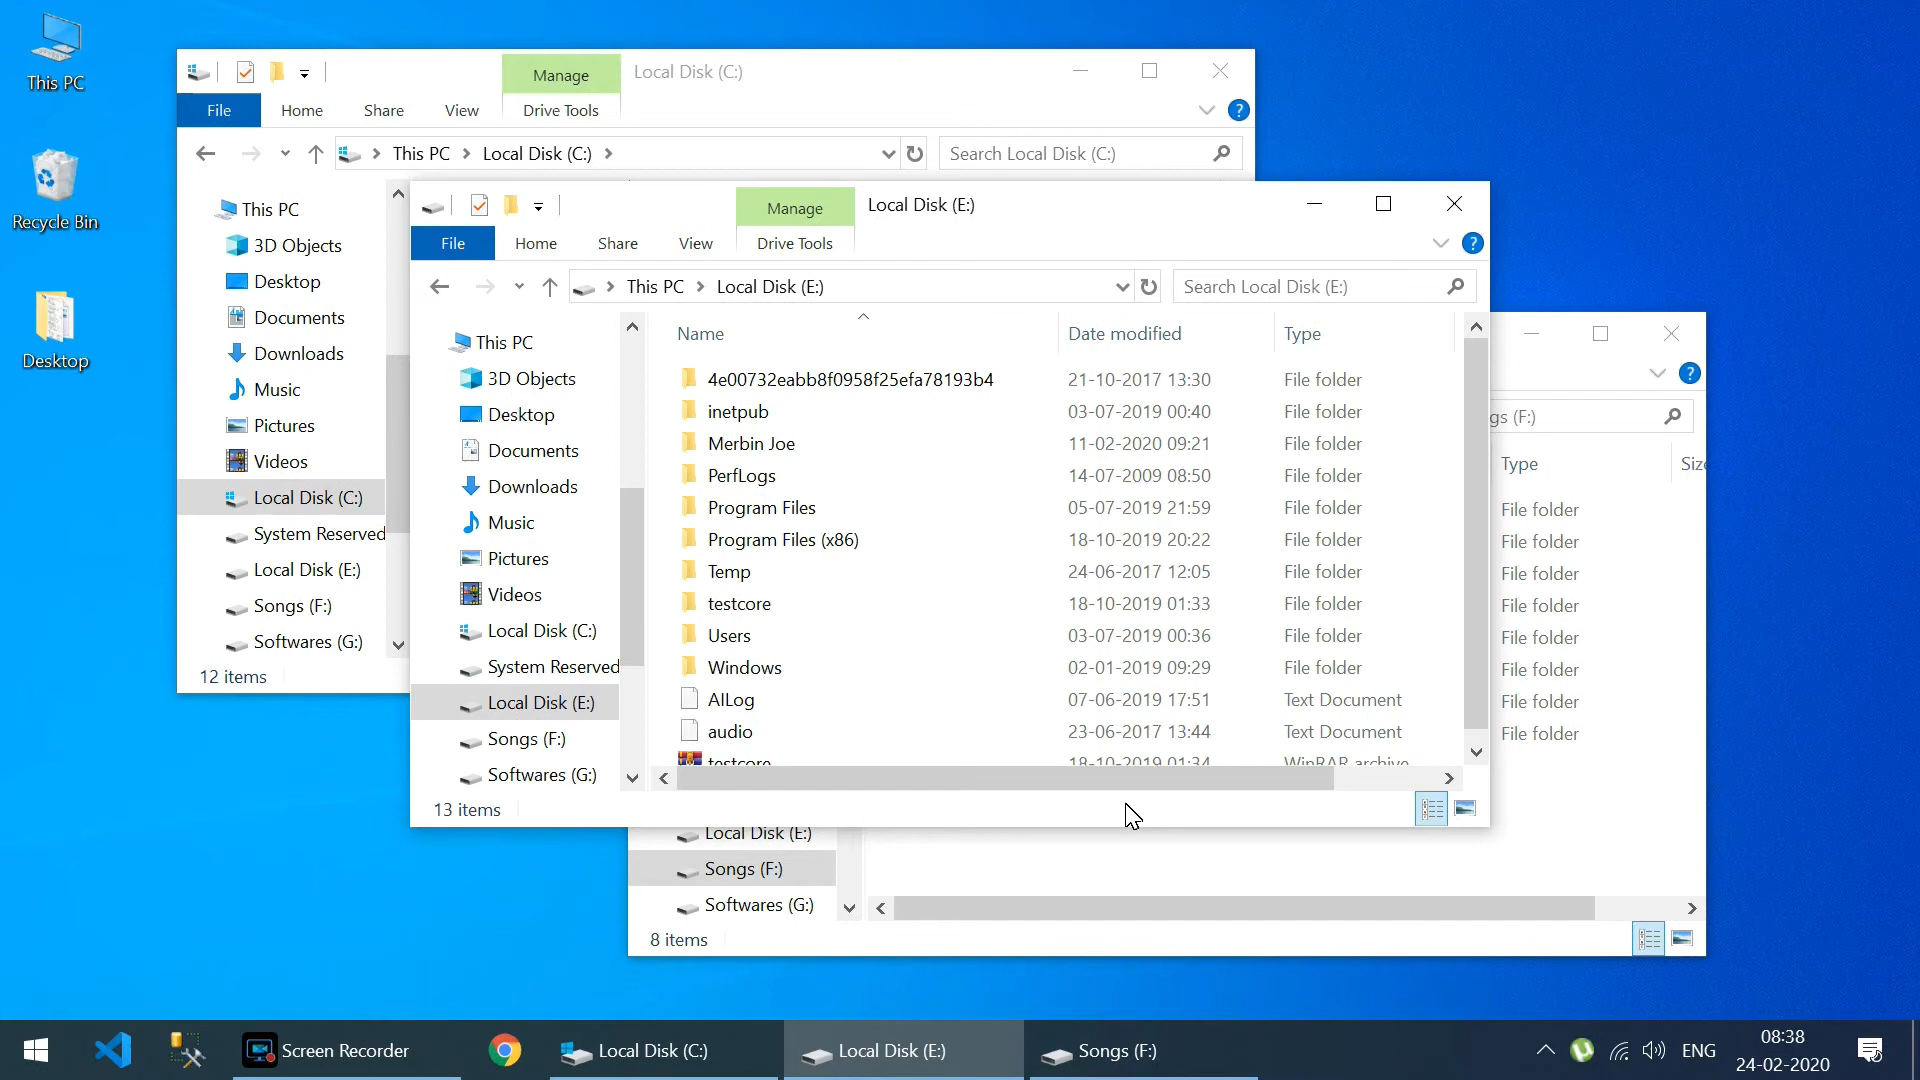 This PC
Recycle Bin
Desktop
Manage
Local Disk (C:)
File
Home
Share
View
Drive Tools
?
This PC
Local Disk (C:)
Search Local Disk (C:)
This PC
3D Objects
Desktop
Documents
Downloads
Music
Pictures
Videos
Local Disk (C:)
System Reserved
Local Disk (E:)
Songs (F:)
Softwares (G:)
12 items
Manage
Local Disk (E:)
File
Home
Share
View
Drive Tools
?
This PC
Local Disk (E:)
Search Local Disk (E:)
This PC
3D Objects
Desktop
Documents
Downloads
Music
Pictures
Videos
Local Disk (C:)
System Reserved
Local Disk (E:)
Songs (F:)
Softwares (G:)
Name Date modified Type
4e00732eabb8f0958f25efa78193b4 21-10-2017 13:30 File folder
inetpub 03-07-2019 00:40 File folder
Merbin Joe 11-02-2020 09:21 File folder
PerfLogs 14-07-2009 08:50 File folder
Program Files 05-07-2019 21:59 File folder
Program Files (x86) 18-10-2019 20:22 File folder
Temp 24-06-2017 12:05 File folder
testcore 18-10-2019 01:33 File folder
Users 03-07-2019 00:36 File folder
Windows 02-01-2019 09:29 File folder
AILog 07-06-2019 17:51 Text Document
audio 23-06-2017 13:44 Text Document
testcore 18-10-2019 01:34 WinRAR archive
13 items
?
gs (F:)
Type Size
File folder
File folder
File folder
File folder
File folder
File folder
File folder
File folder
Local Disk (E:)
Songs (F:)
Softwares (G:)
8 items
Screen Recorder
Local Disk (C:)
Local Disk (E:)
Songs (F:)
ENG
08:38
24-02-2020